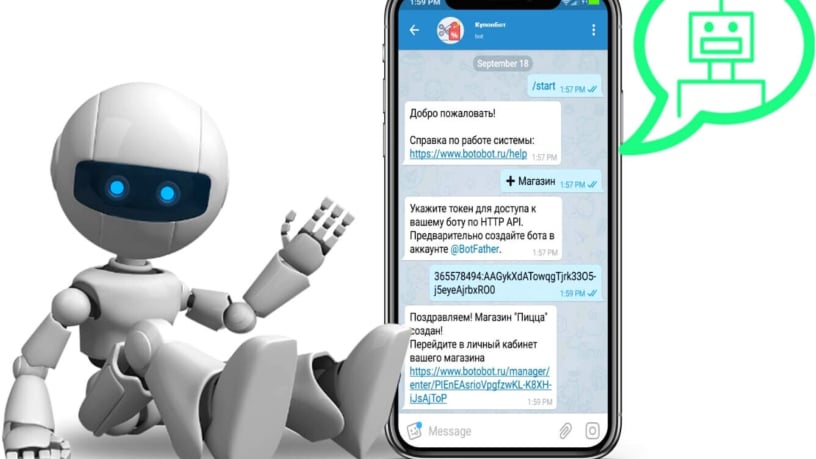 1:59 PM
Купонбот
bot
September 18
/start 1:57 PM
Добро пожаловать!
Справка по работе системы:
https://www.botobot.ru/help 1:57 PM
+ Магазин 1:57 PM
Укажите токен для доступа к
вашему боту по HTTP API.
Предварительно создайте бота в
аккаунте @BotFather. 1:57 PM
365578494:AAGykXdATowqgTjrk33O5-
j5eyeAjrbxRO0 1:59 PM
Поздравляем! Магазин "Пицца"
создан!
Перейдите в личный кабинет
вашего магазина
https://www.botobot.ru/manager/
enter/PIEnEAsrioVpgfzwKL-K8XH-
iJsAjToP 1:59 PM
Message